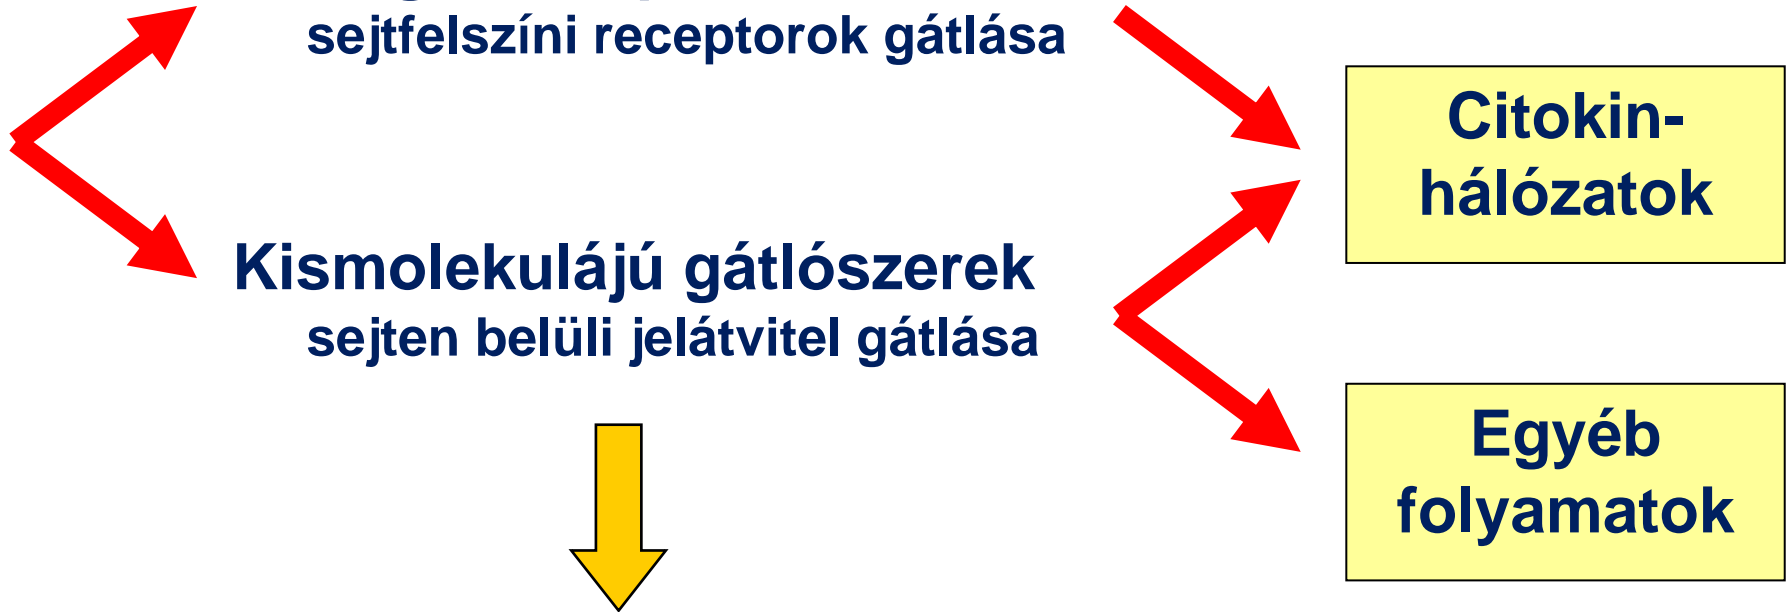 sejtfelszíni receptorok gátlása
Citokin-
hálózatok
Kismolekulájú gátlószerek
sejten belüli jelátvitel gátlása
Egyéb
folyamatok